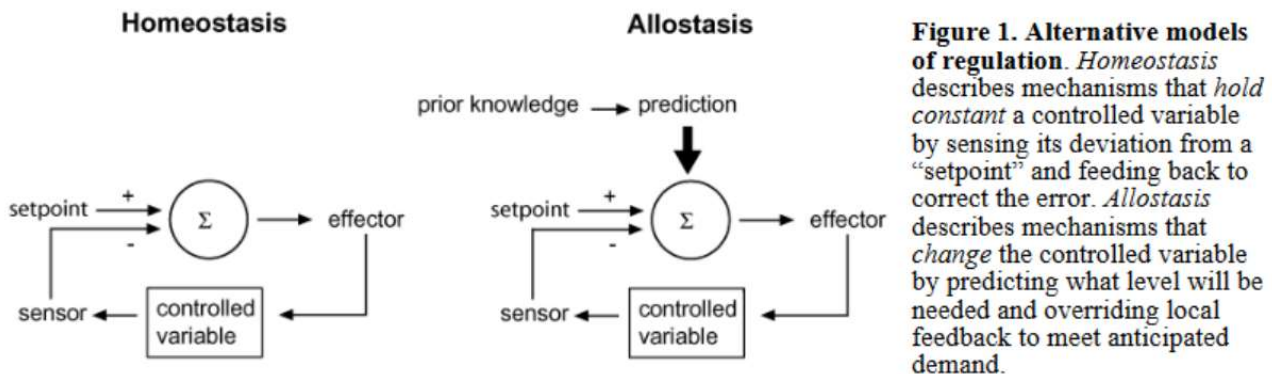 Homeostasis
setpoint
+
-
Σ
effector
sensor
controlled
variable
Allostasis
prior knowledge
prediction
setpoint
+
-
Σ
effector
sensor
controlled
variable
Figure 1. Alternative models
of regulation. Homeostasis
describes mechanisms that hold
constant a controlled variable
by sensing its deviation from a
“setpoint” and feeding back to
correct the error. Allostasis
describes mechanisms that
change the controlled variable
by predicting what level will be
needed and overriding local
feedback to meet anticipated
demand.